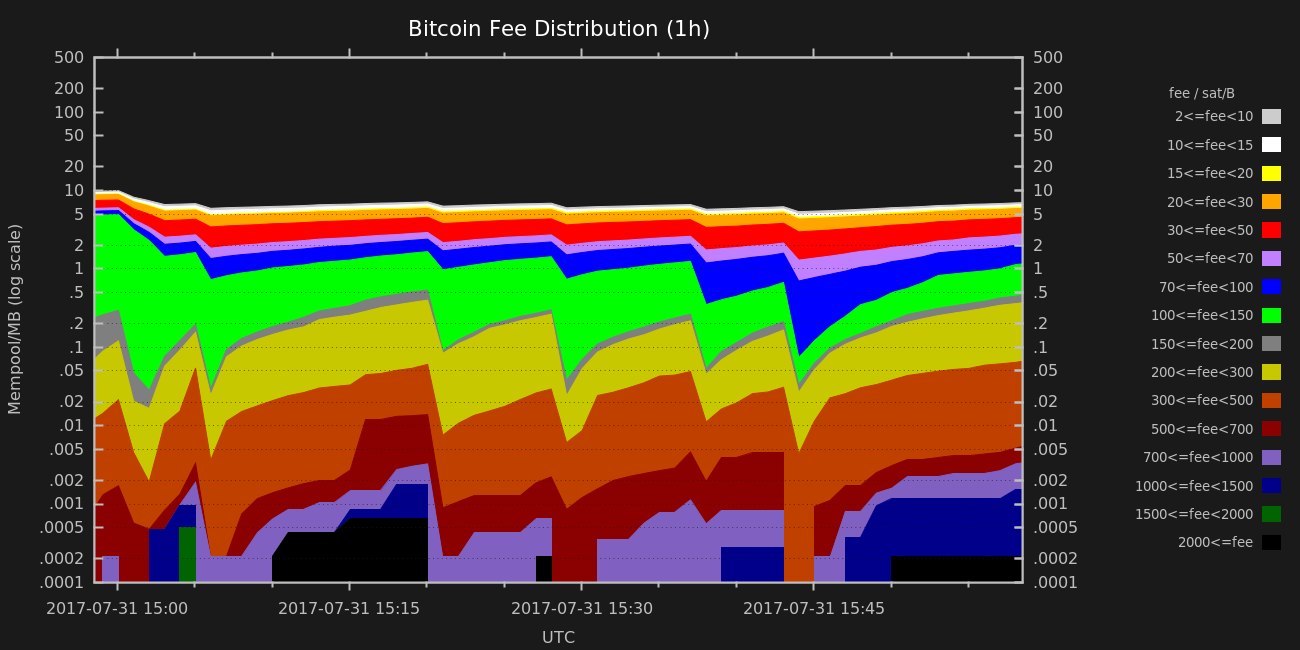 Bitcoin Fee Distribution (1h)
Mempool/MB (log scale)
500
200
100
50
20
10
5
2
1
.5
.2
.1
.05
.02
.01
.005
.002
.001
.0005
.0002
.0001
500
200
100
50
20
10
5
2
1
.5
.2
.1
.05
.02
.01
.005
.002
.001
.0005
.0002
.0001
2017-07-31 15:00
2017-07-31 15:15
2017-07-31 15:30
2017-07-31 15:45
UTC
fee / sat/B
2<=fee<10
10<=fee<15
15<=fee<20
20<=fee<30
30<=fee<50
50<=fee<70
70<=fee<100
100<=fee<150
150<=fee<200
200<=fee<300
300<=fee<500
500<=fee<700
700<=fee<1000
1000<=fee<1500
1500<=fee<2000
2000<=fee